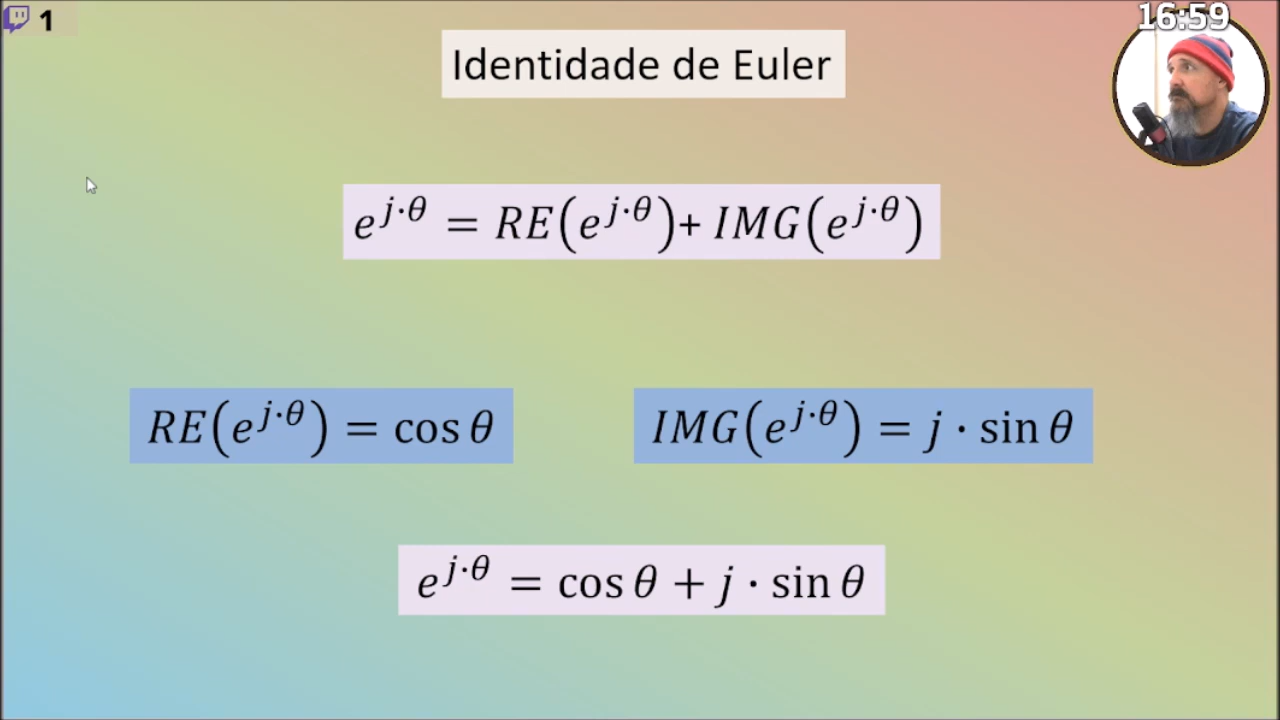 1
16:59
Identidade de Euler
e^{j·θ} = RE(e^{j·θ})+ IMG(e^{j·θ})
RE(e^{j·θ}) = cos θ
IMG(e^{j·θ}) = j · sin θ
e^{j·θ} = cos θ + j · sin θ